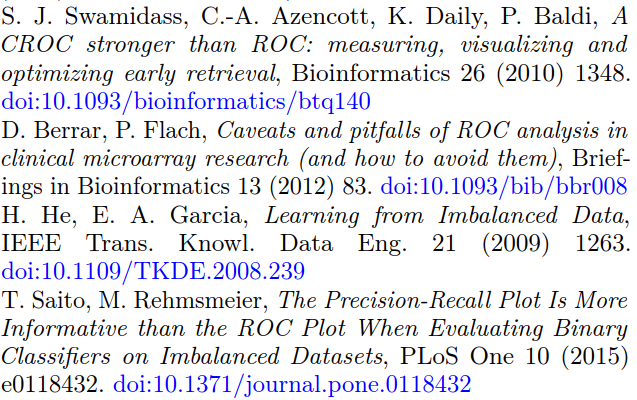 S. J. Swamidass, C.-A. Azencott, K. Daily, P. Baldi, A
CROC stronger than ROC: measuring, visualizing and
optimizing early retrieval, Bioinformatics 26 (2010) 1348.
doi:10.1093/bioinformatics/btq140
D. Berrar, P. Flach, Caveats and pitfalls of ROC analysis in
clinical microarray research (and how to avoid them), Brief-
ings in Bioinformatics 13 (2012) 83. doi:10.1093/bib/bbr008
H. He, E. A. Garcia, Learning from Imbalanced Data,
IEEE Trans. Knowl. Data Eng. 21 (2009) 1263.
doi:10.1109/TKDE.2008.239
T. Saito, M. Rehmsmeier, The Precision-Recall Plot Is More
Informative than the ROC Plot When Evaluating Binary
Classifiers on Imbalanced Datasets, PLoS One 10 (2015)
e0118432. doi:10.1371/journal.pone.0118432